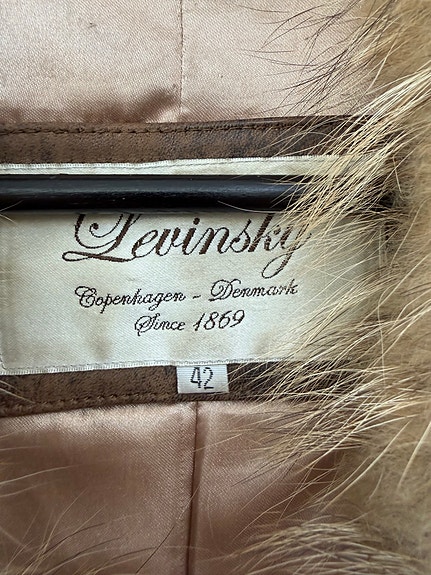 Levinsky
Copenhagen - Denmark
Since 1869
42